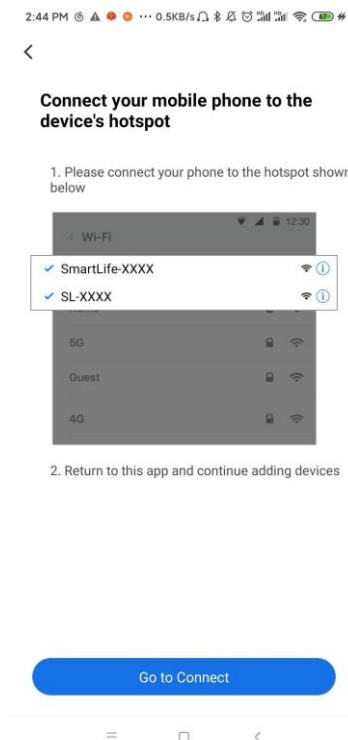 2:44 PM ... 0.5KB/s
Connect your mobile phone to the
device's hotspot
1. Please connect your phone to the hotspot shown
below
12:30
Wi-Fi
SmartLife-XXXX
SL-XXXX
5G
Guest
4G
2. Return to this app and continue adding devices
Go to Connect